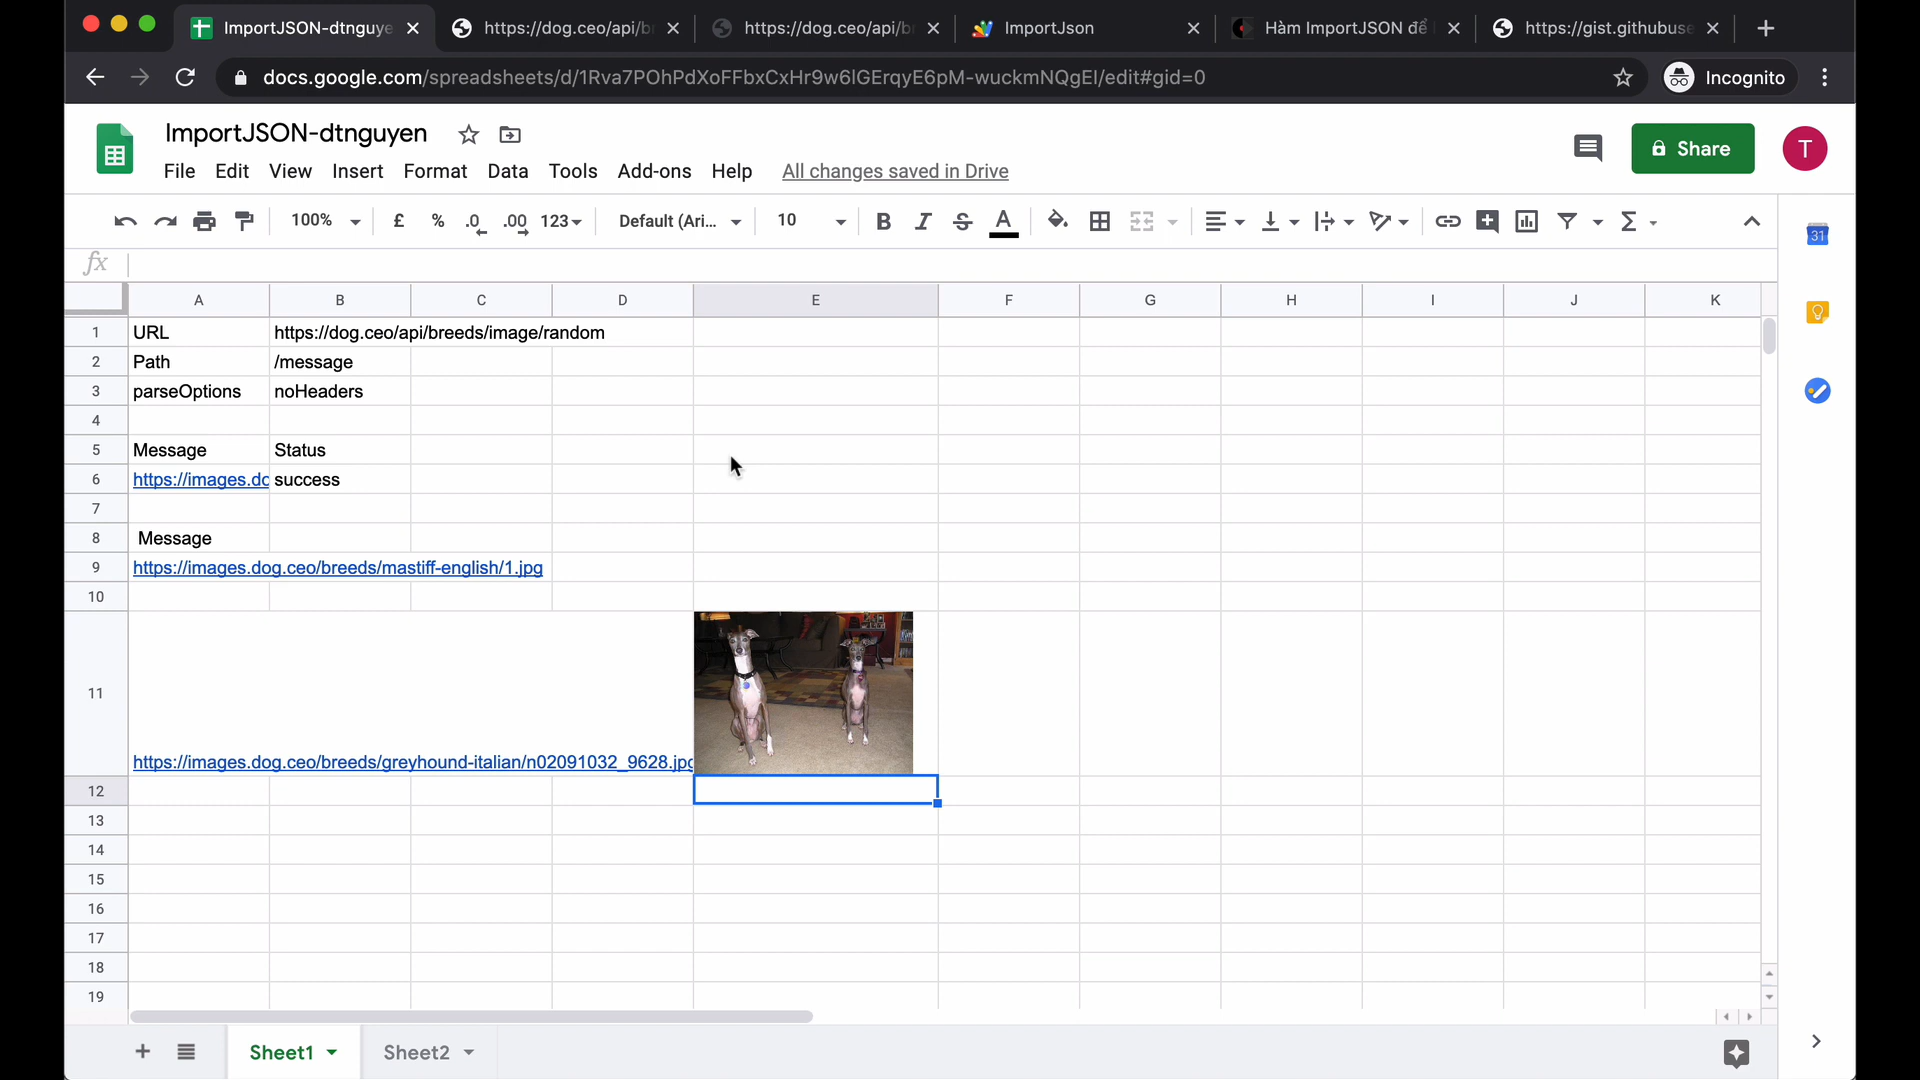 ImportJSON-dtnguye
https://dog.ceo/api/br
https://dog.ceo/api/br
ImportJson
Hàm ImportJSON để
https://gist.githubuse
docs.google.com/spreadsheets/d/1Rva7POhPdXoFFbxCxHr9w6lGErqyE6pM-wuckmNQgEI/edit#gid=0
Incognito
ImportJSON-dtnguyen
File Edit View Insert Format Data Tools Add-ons Help All changes saved in Drive
Share
T
100% £ % .0 .00 123 Default (Ari... 10 B I S A Σ
31
fx
A B C D E F G H I J K
1 URL https://dog.ceo/api/breeds/image/random
2 Path /message
3 parseOptions noHeaders
4
5 Message Status
6 https://images.do success
7
8 Message
9 https://images.dog.ceo/breeds/mastiff-english/1.jpg
10
11 https://images.dog.ceo/breeds/greyhound-italian/n02091032_9628.jpg
12
13
14
15
16
17
18
19
Sheet1 Sheet2